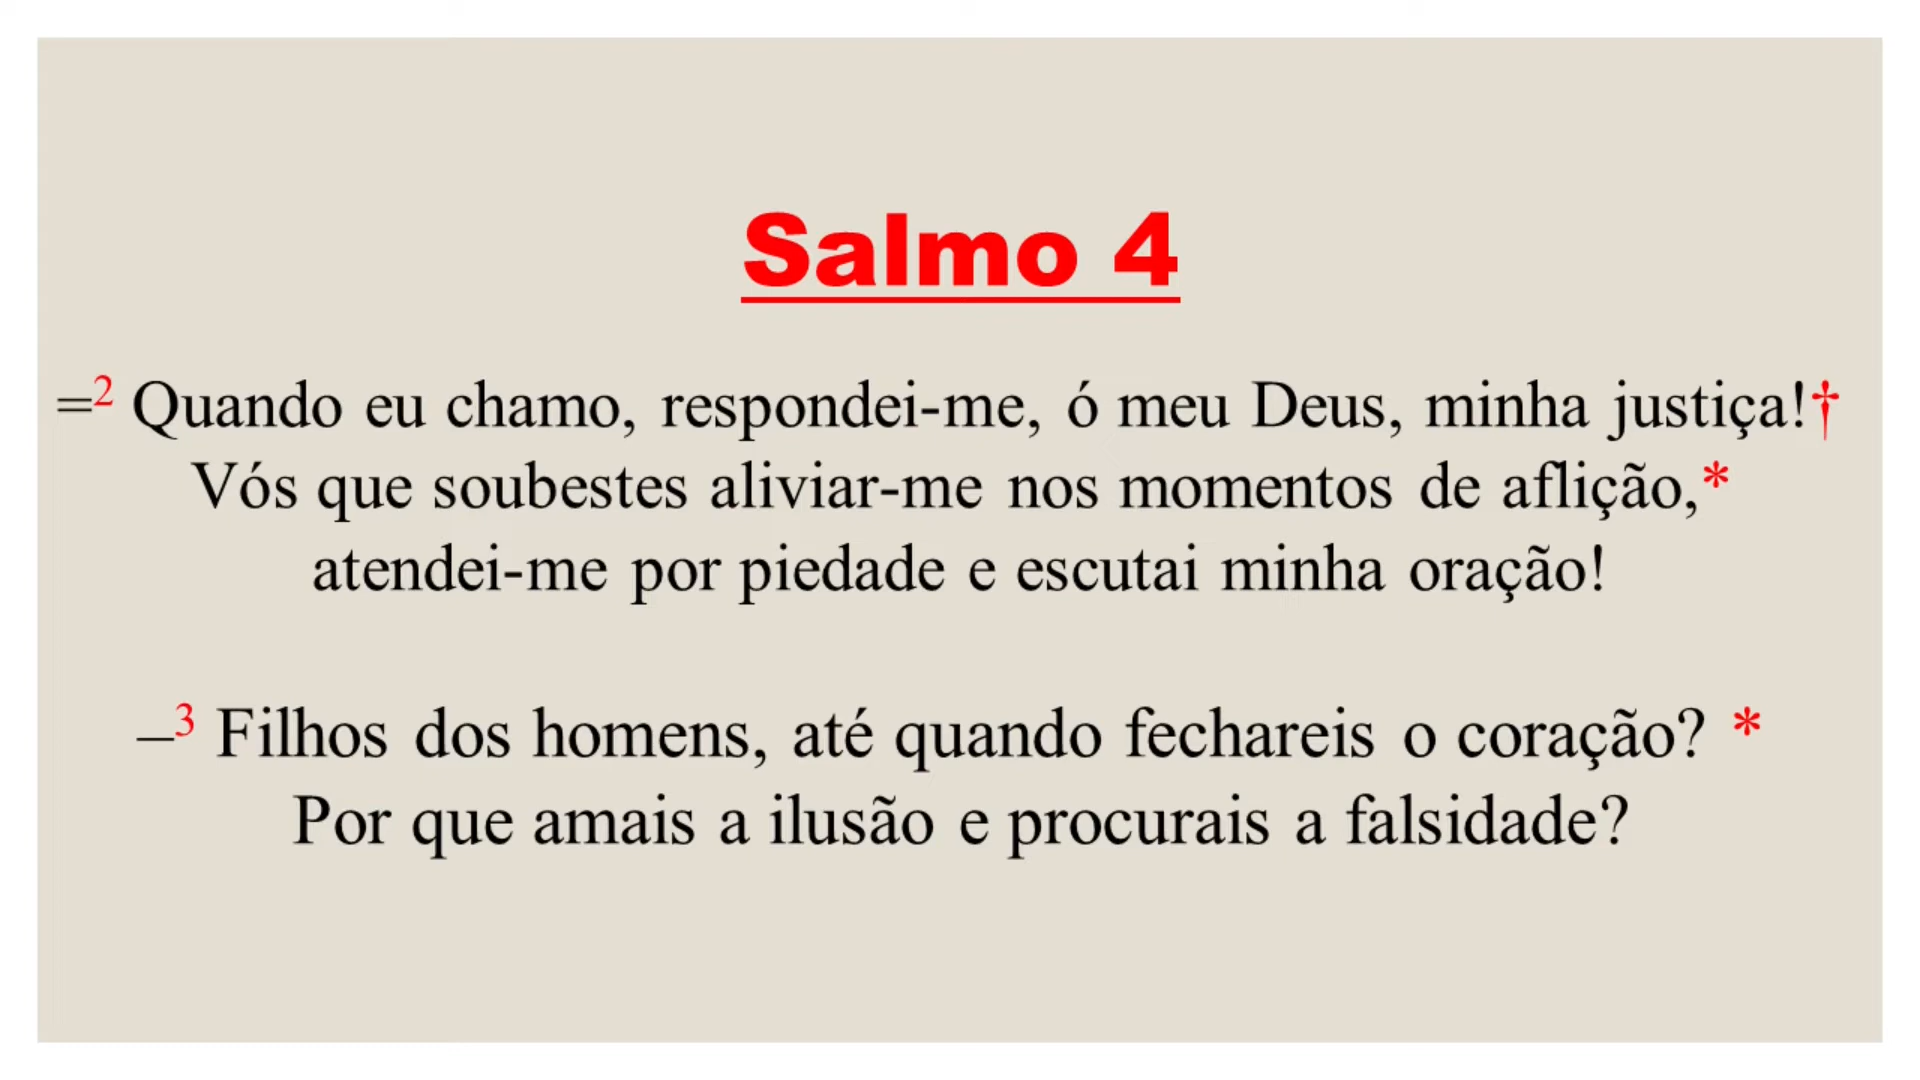 Salmo 4
=2 Quando eu chamo, respondei-me, ó meu Deus, minha justiça!†
Vós que soubestes aliviar-me nos momentos de aflição,*
atendei-me por piedade e escutai minha oração!
–3 Filhos dos homens, até quando fechareis o coração? *
Por que amais a ilusão e procurais a falsidade?